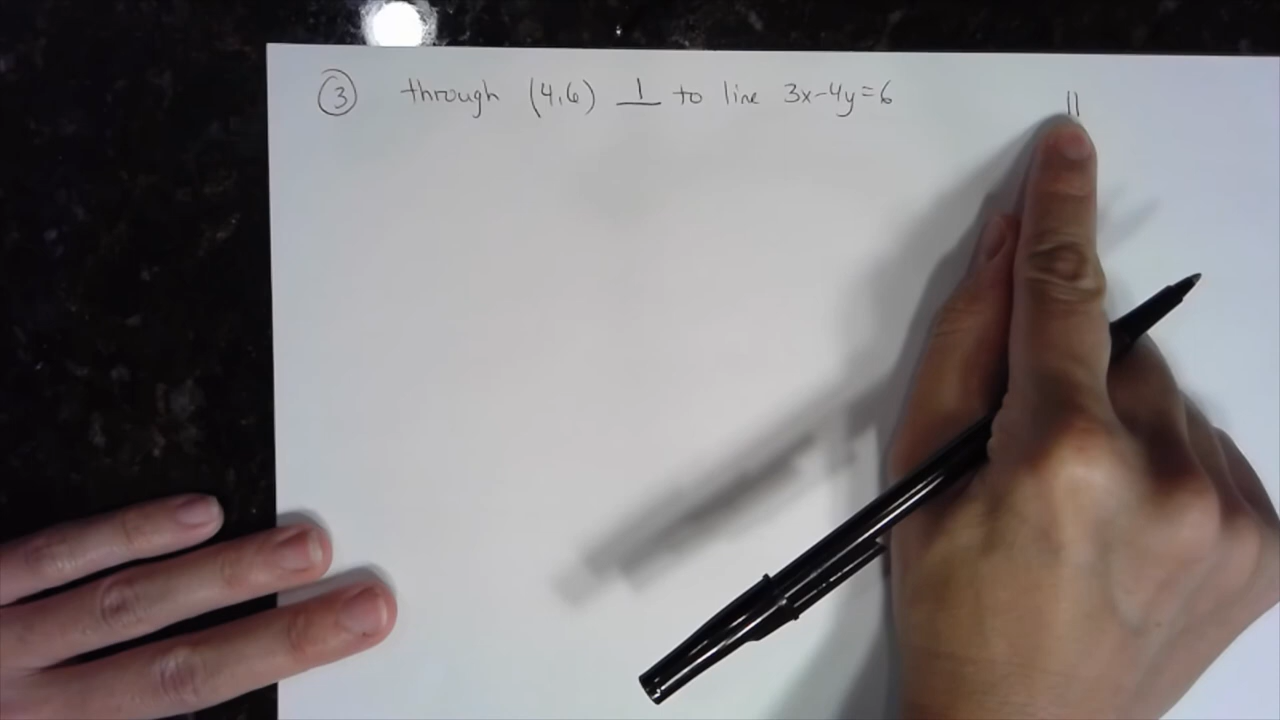 ③ through (4,6) ⊥ to line 3x-4y=6 ||